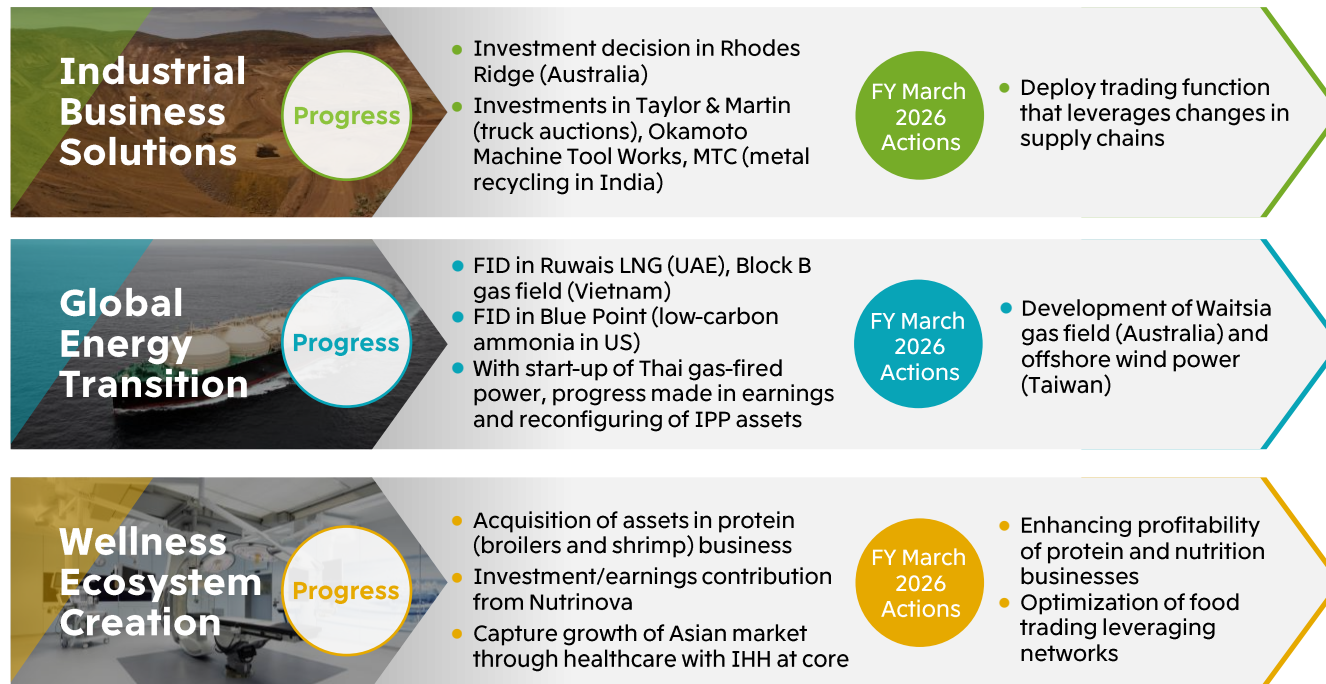 Industrial
Business
Solutions
Progress
• Investment decision in Rhodes
Ridge (Australia)
• Investments in Taylor & Martin
(truck auctions), Okamoto
Machine Tool Works, MTC (metal
recycling in India)
FY March
2026
Actions
• Deploy trading function
that leverages changes in
supply chains
Global
Energy
Transition
Progress
• FID in Ruwais LNG (UAE), Block B
gas field (Vietnam)
• FID in Blue Point (low-carbon
ammonia in US)
• With start-up of Thai gas-fired
power, progress made in earnings
and reconfiguring of IPP assets
FY March
2026
Actions
• Development of Waitsia
gas field (Australia) and
offshore wind power
(Taiwan)
Wellness
Ecosystem
Creation
Progress
• Acquisition of assets in protein
(broilers and shrimp) business
• Investment/earnings contribution
from Nutrinova
• Capture growth of Asian market
through healthcare with IHH at core
FY March
2026
Actions
• Enhancing profitability
of protein and nutrition
businesses
• Optimization of food
trading leveraging
networks